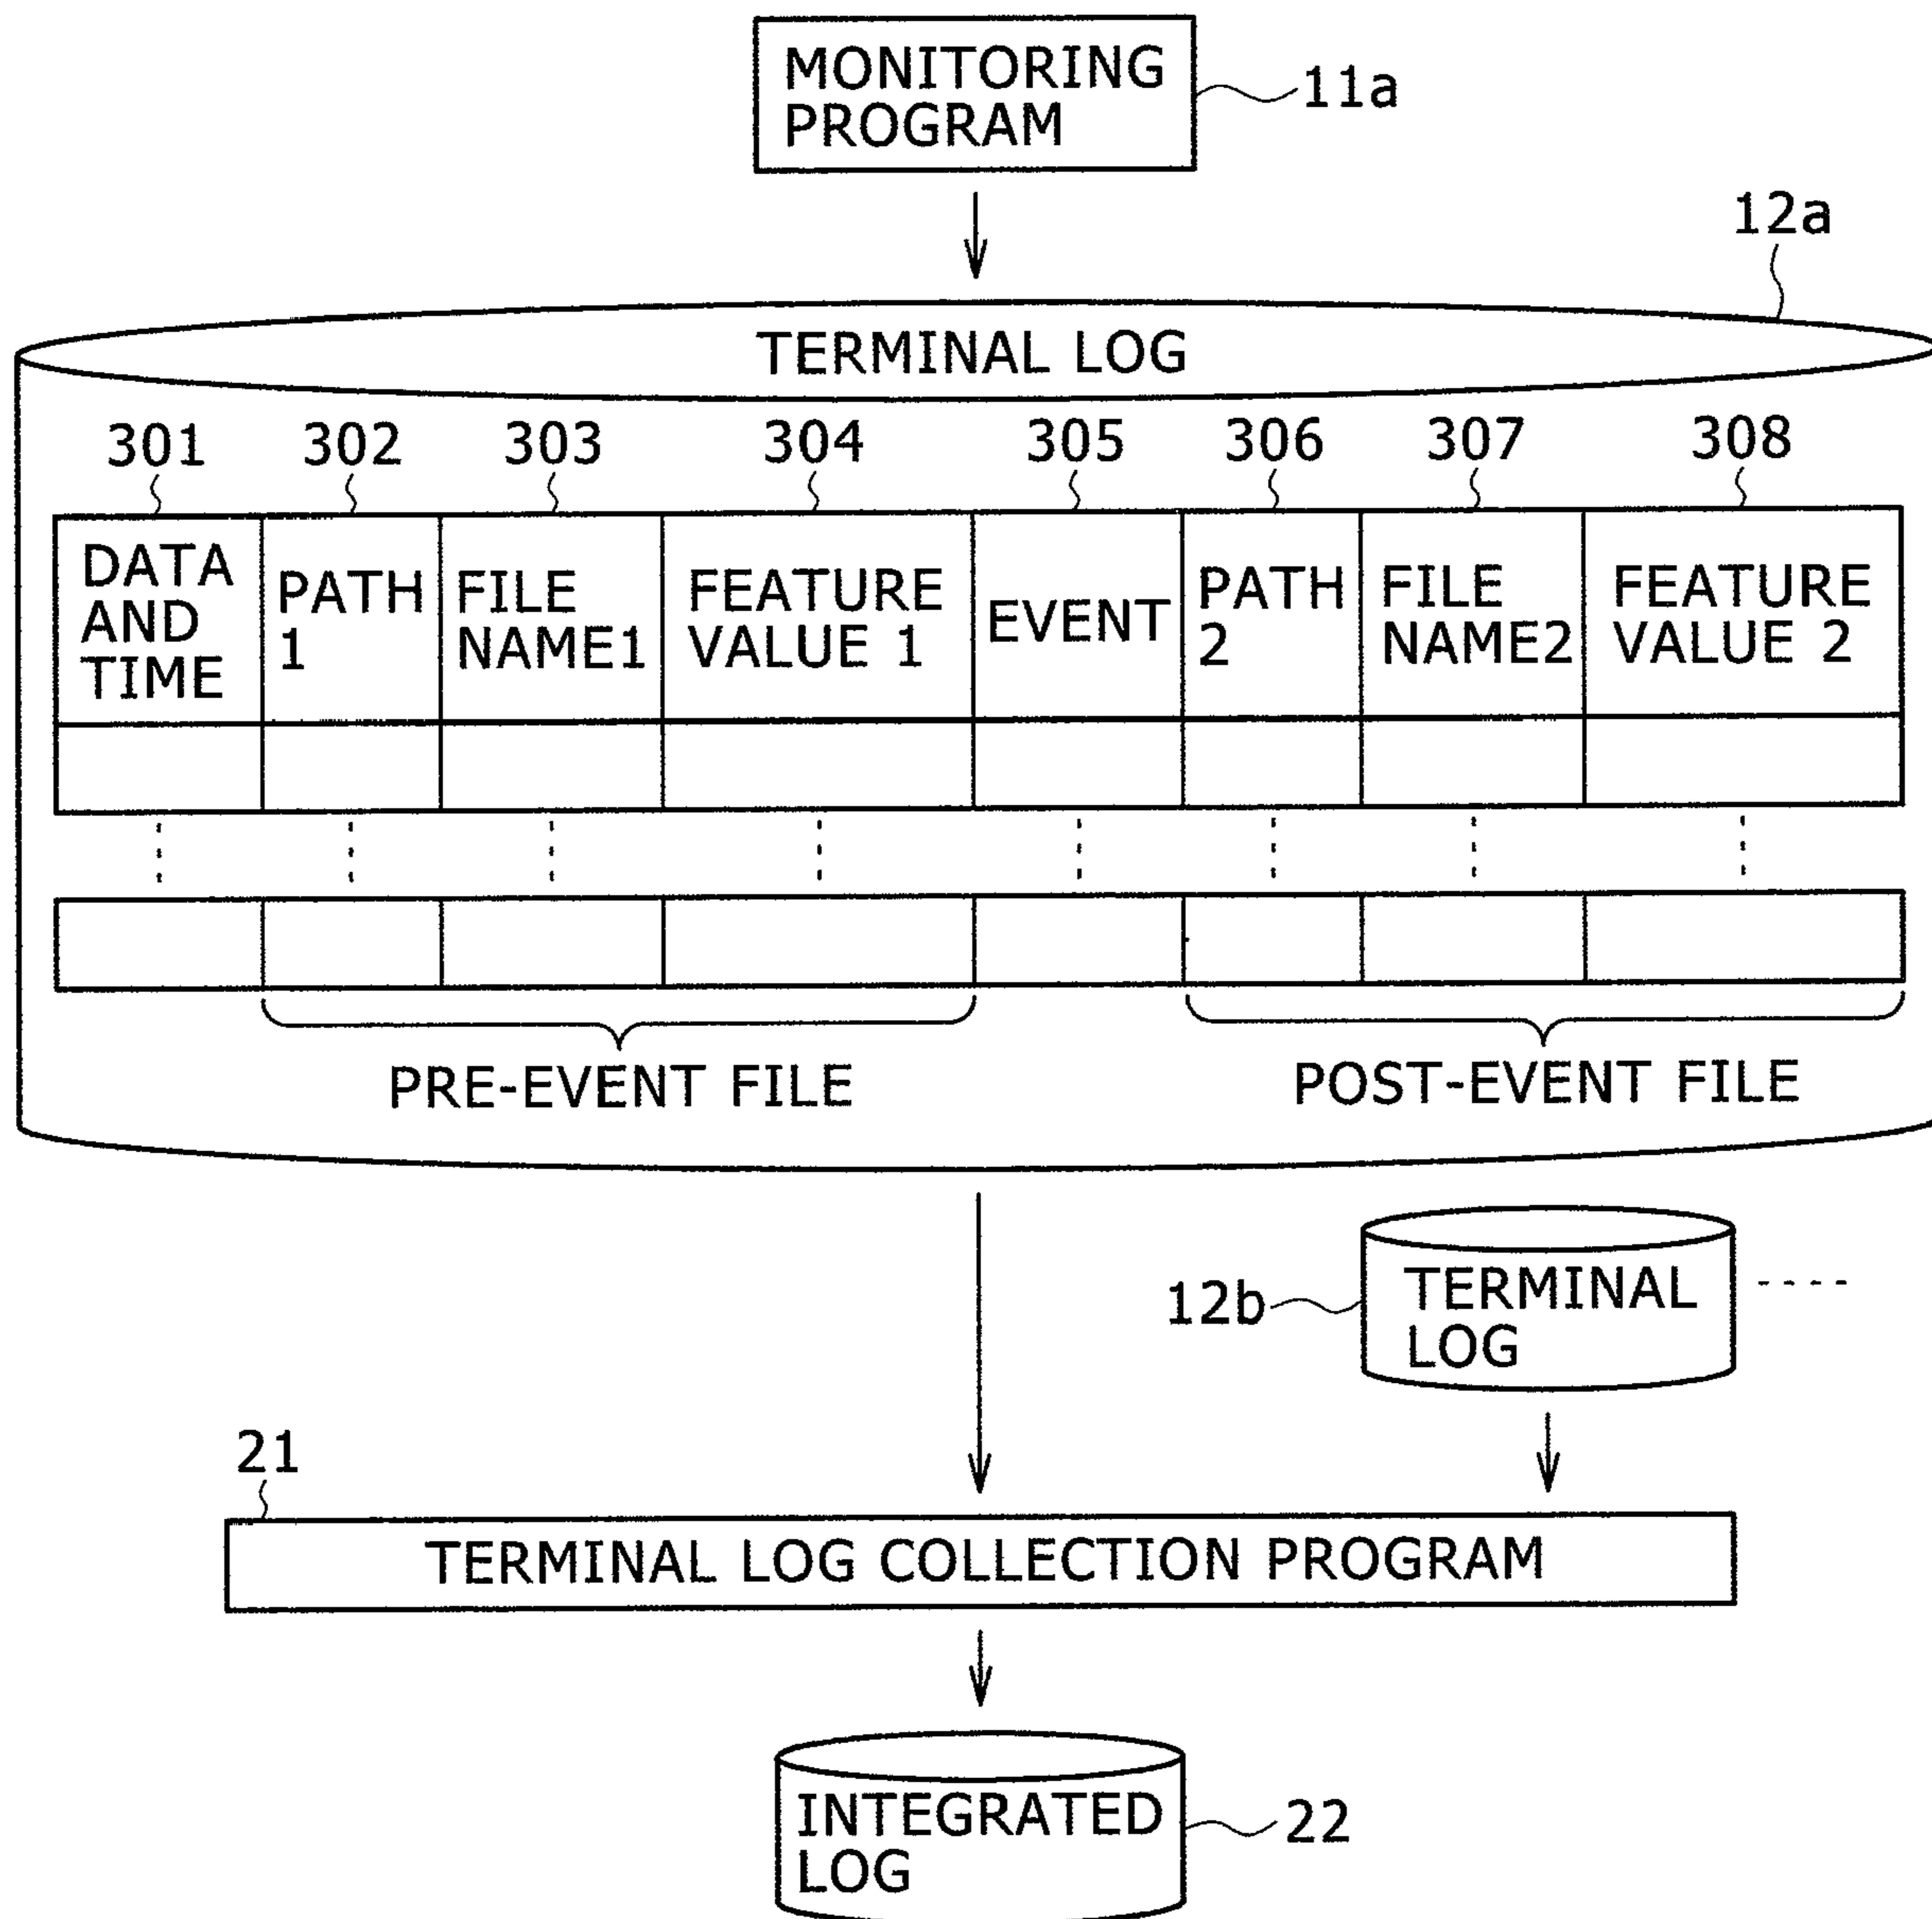 MONITORING
PROGRAM
11a
12a
TERMINAL LOG
301 302 303 304 305 306 307 308
DATA
AND
TIME
PATH
1
FILE
NAME1
FEATURE
VALUE 1
EVENT
PATH
2
FILE
NAME2
FEATURE
VALUE 2
PRE-EVENT FILE
POST-EVENT FILE
12b
TERMINAL
LOG
21
TERMINAL LOG COLLECTION PROGRAM
INTEGRATED
LOG
22